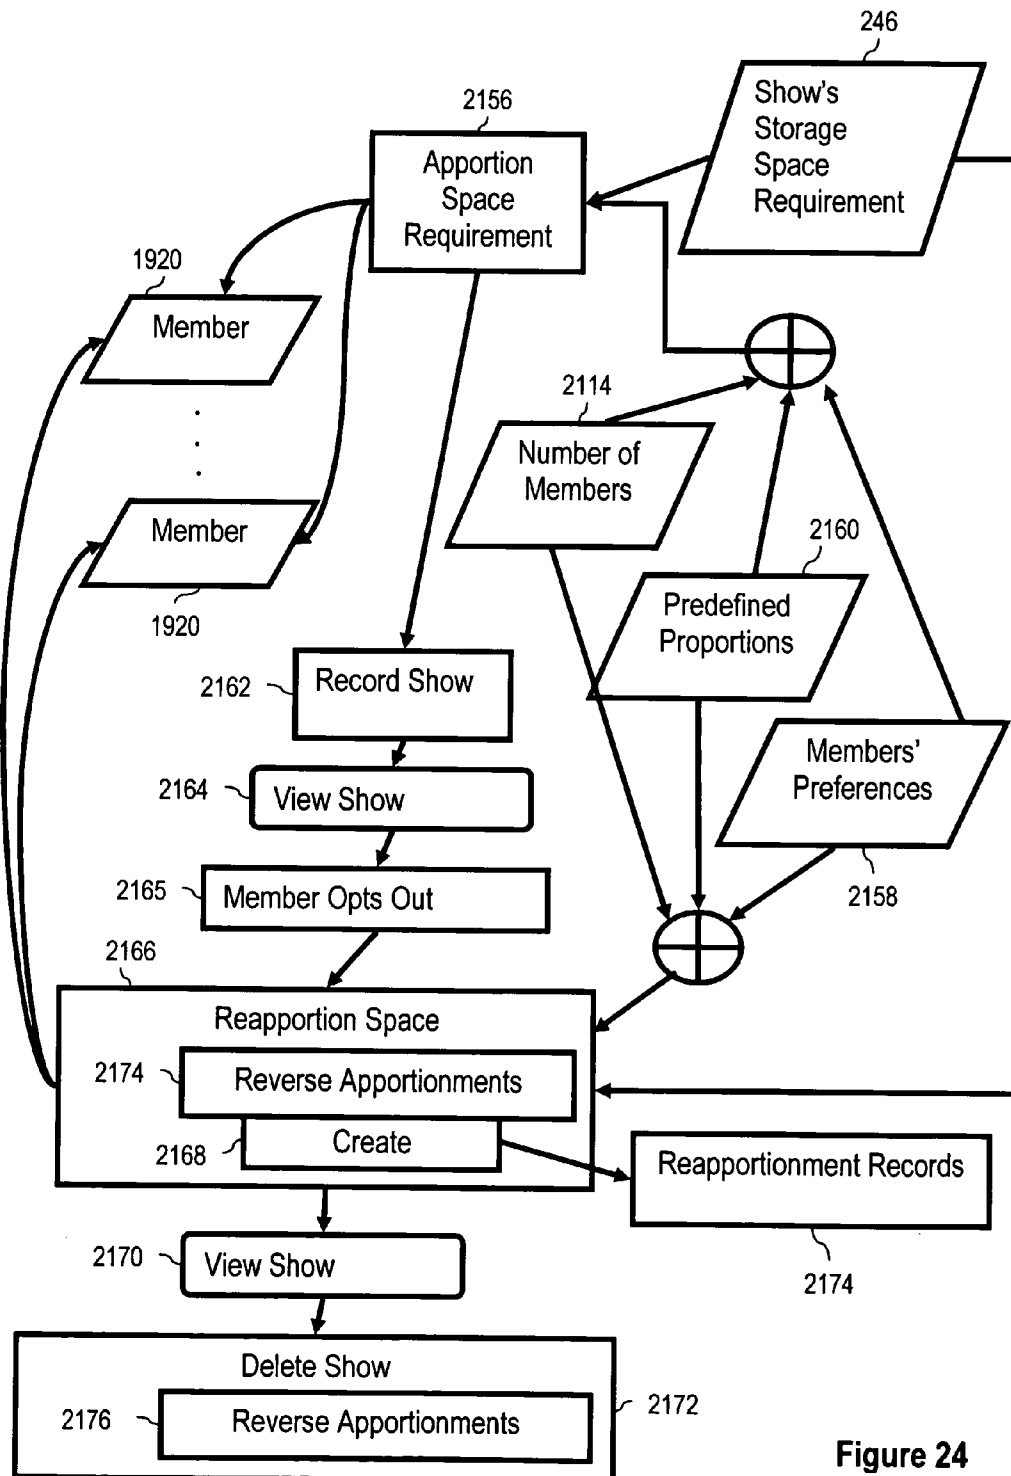 246
Show's
Storage
Space
Requirement
2156
Apportion
Space
Requirement
1920
Member
.
.
.
Member
1920
2114
Number of
Members
2160
Predefined
Proportions
Members'
Preferences
2158
2162
Record Show
2164
View Show
2165
Member Opts Out
2166
Reapportion Space
2174
Reverse Apportionments
2168
Create
Reapportionment Records
2174
2170
View Show
Delete Show
2172
2176
Reverse Apportionments
Figure 24